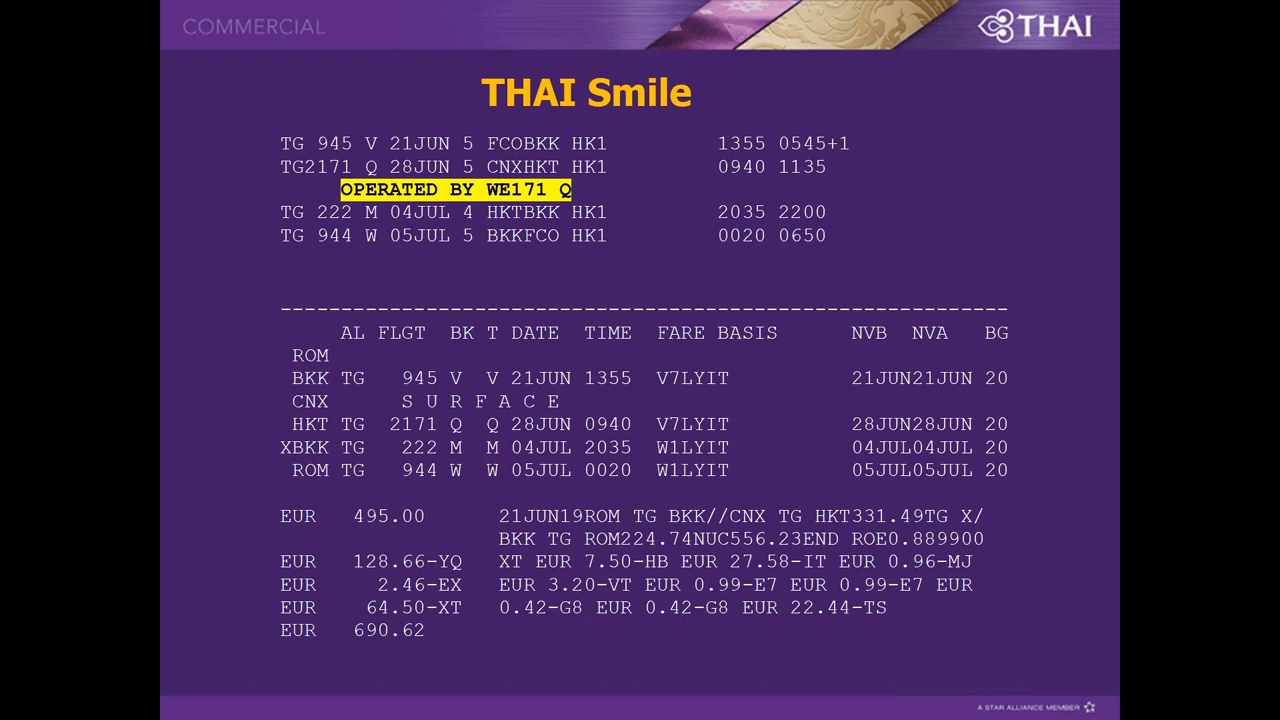 COMMERCIAL
THAI
THAI Smile
TG 945 V 21JUN 5 FCOBKK HK1         1355 0545+1
TG2171 Q 28JUN 5 CNXHKT HK1         0940 1135
     OPERATED BY WE171 Q
TG 222 M 04JUL 4 HKTBKK HK1         2035 2200
TG 944 W 05JUL 5 BKKFCO HK1         0020 0650
------------------------------------------------------------
     AL FLGT  BK T DATE  TIME  FARE BASIS      NVB  NVA   BG
 ROM
 BKK TG   945 V  V 21JUN 1355  V7LYIT          21JUN21JUN 20
 CNX      S U R F A C E
 HKT TG  2171 Q  Q 28JUN 0940  V7LYIT          28JUN28JUN 20
XBKK TG   222 M  M 04JUL 2035  W1LYIT          04JUL04JUL 20
 ROM TG   944 W  W 05JUL 0020  W1LYIT          05JUL05JUL 20
EUR   495.00      21JUN19ROM TG BKK//CNX TG HKT331.49TG X/
                  BKK TG ROM224.74NUC556.23END ROE0.889900
EUR   128.66-YQ   XT EUR 7.50-HB EUR 27.58-IT EUR 0.96-MJ
EUR     2.46-EX   EUR 3.20-VT EUR 0.99-E7 EUR 0.99-E7 EUR
EUR    64.50-XT   0.42-G8 EUR 0.42-G8 EUR 22.44-TS
EUR   690.62
A STAR ALLIANCE MEMBER